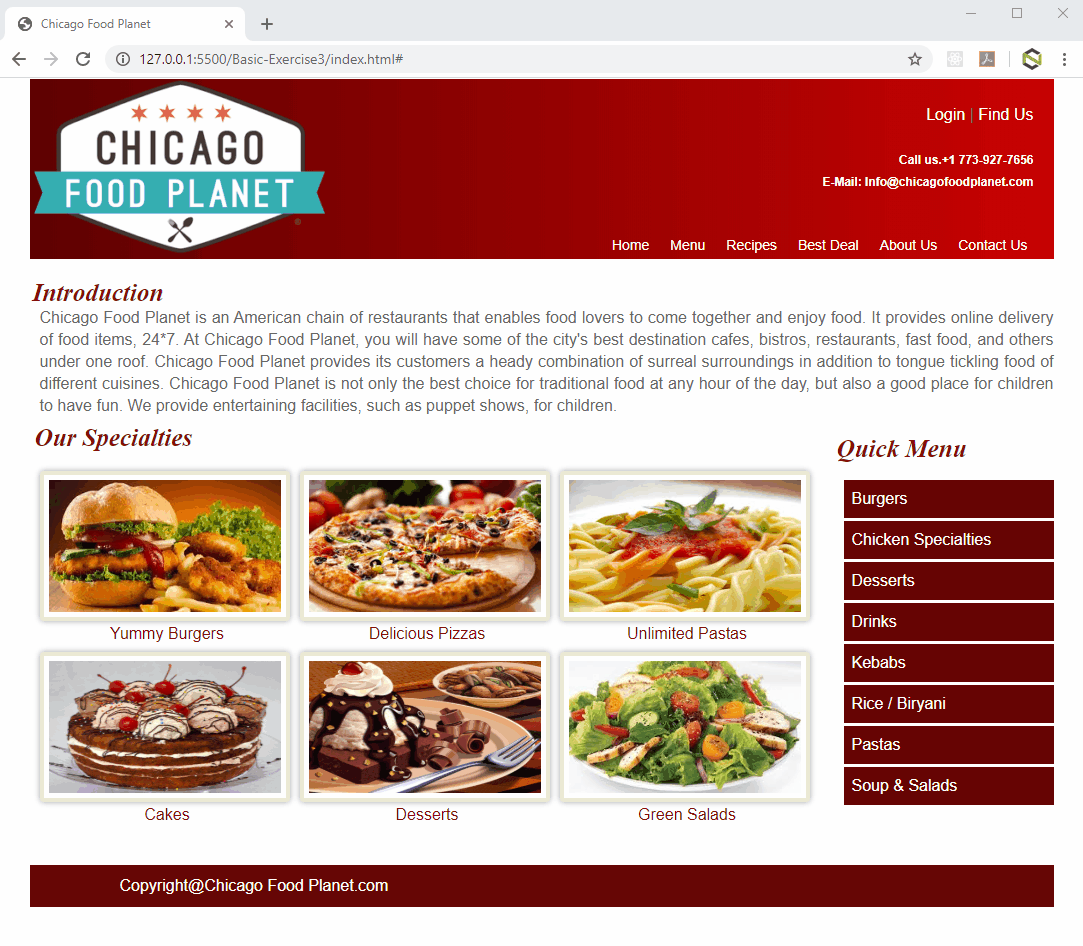 Chicago Food Planet
127.0.0.1:5500/Basic-Exercise3/index.html#
CHICAGO
FOOD PLANET
Login | Find Us
Call us.+1 773-927-7656
E-Mail: Info@chicagofoodplanet.com
Home Menu Recipes Best Deal About Us Contact Us
Introduction
Chicago Food Planet is an American chain of restaurants that enables food lovers to come together and enjoy food. It provides online delivery
of food items, 24*7. At Chicago Food Planet, you will have some of the city's best destination cafes, bistros, restaurants, fast food, and others
under one roof. Chicago Food Planet provides its customers a heady combination of surreal surroundings in addition to tongue tickling food of
different cuisines. Chicago Food Planet is not only the best choice for traditional food at any hour of the day, but also a good place for children
to have fun. We provide entertaining facilities, such as puppet shows, for children.
Our Specialties
Yummy Burgers
Delicious Pizzas
Unlimited Pastas
Cakes
Desserts
Green Salads
Quick Menu
Burgers
Chicken Specialties
Desserts
Drinks
Kebabs
Rice / Biryani
Pastas
Soup & Salads
Copyright@Chicago Food Planet.com